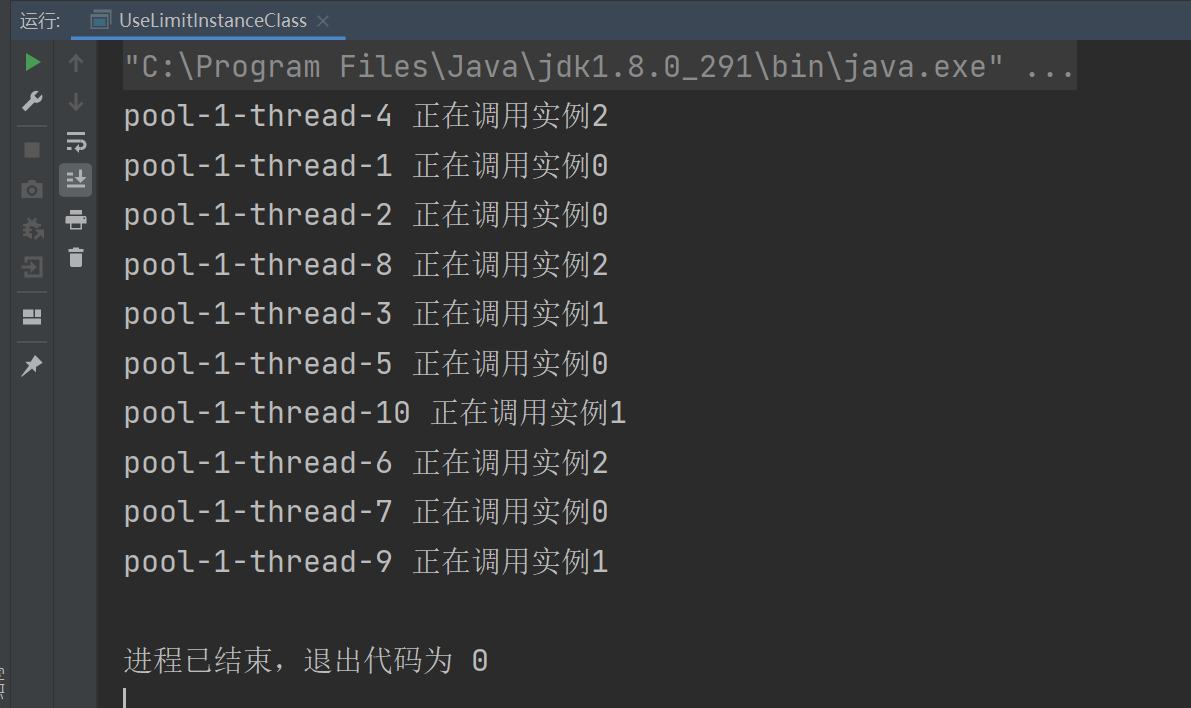 运行: UseLimitInstanceClass
"C:\Program Files\Java\jdk1.8.0_291\bin\java.exe" ...
pool-1-thread-4 正在调用实例2
pool-1-thread-1 正在调用实例0
pool-1-thread-2 正在调用实例0
pool-1-thread-8 正在调用实例2
pool-1-thread-3 正在调用实例1
pool-1-thread-5 正在调用实例0
pool-1-thread-10 正在调用实例1
pool-1-thread-6 正在调用实例2
pool-1-thread-7 正在调用实例0
pool-1-thread-9 正在调用实例1
进程已结束，退出代码为 0